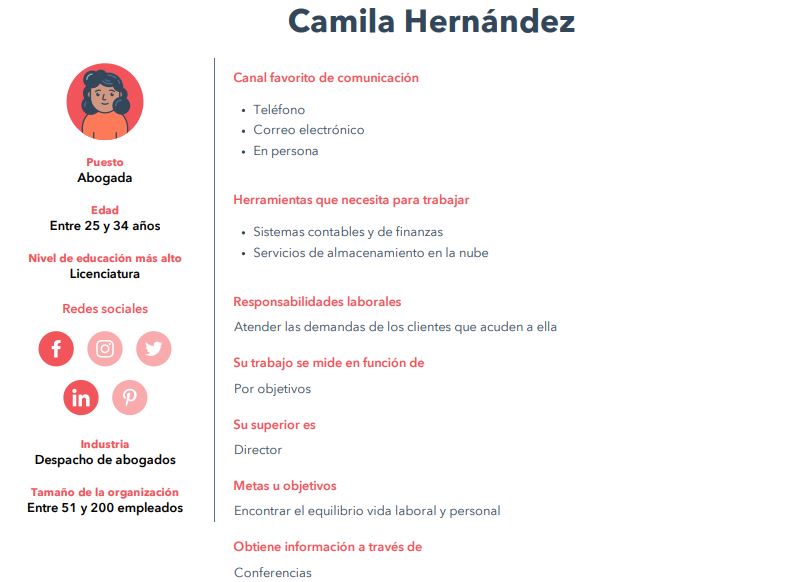 Camila Hernández
Puesto
Abogada
Edad
Entre 25 y 34 años
Nivel de educación más alto
Licenciatura
Redes sociales
f
in
Industria
Despacho de abogados
Tamaño de la organización
Entre 51 y 200 empleados
Canal favorito de comunicación
• Teléfono
• Correo electrónico
• En persona
Herramientas que necesita para trabajar
• Sistemas contables y de finanzas
• Servicios de almacenamiento en la nube
Responsabilidades laborales
Atender las demandas de los clientes que acuden a ella
Su trabajo se mide en función de
Por objetivos
Su superior es
Director
Metas u objetivos
Encontrar el equilibrio vida laboral y personal
Obtiene información a través de
Conferencias